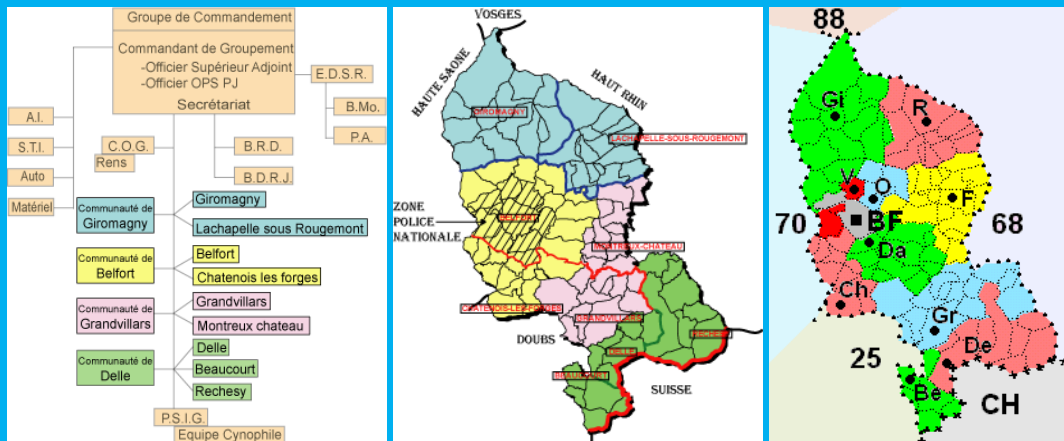 Groupe de Commandement
Commandant de Groupement
-Officier Supérieur Adjoint
-Officier OPS PJ
Secrétariat
E.D.S.R.
B.Mo.
P.A.
A.I.
S.T.I.
Auto
Matériel
C.O.G.
Rens
B.R.D.
B.D.R.J.
Communauté de
Giromagny
Giromagny
Lachapelle sous Rougemont
Communauté de
Belfort
Belfort
Chatenois les forges
Communauté de
Grandvillars
Grandvillars
Montreux chateau
Communauté de
Delle
Delle
Beaucourt
Rechesy
P.S.I.G.
Equipe Cynophile
VOSGES
HAUTE SAONE
HAUT RHIN
GIROMAGNY
LACHAPELLE-SOUS-ROUGEMONT
ZONE
POLICE
NATIONALE
BELFORT
MONTREUX-CHATEAU
CHATENOIS-LES-FORGES
GRANDVILLARS
DOUBS
DELLE
RECHESY
BEAUCOURT
SUISSE
88
Gi
R
V
O
F
70
BF
68
Da
Ch
Gr
De
25
Be
CH